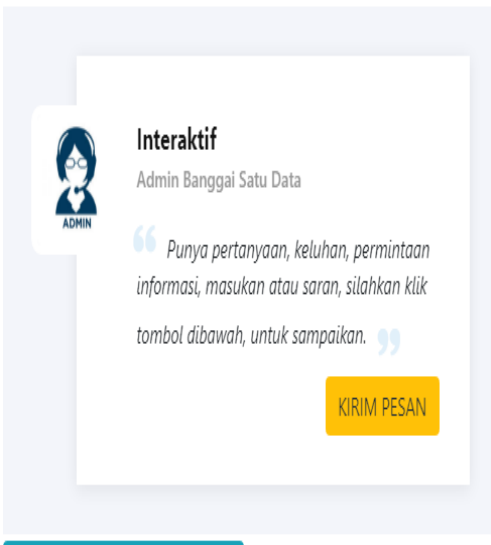 Interaktif
Admin Banggai Satu Data
ADMIN
“ Punya pertanyaan, keluhan, permintaan
informasi, masukan atau saran, silahkan klik
tombol dibawah, untuk sampaikan. ”
KIRIM PESAN